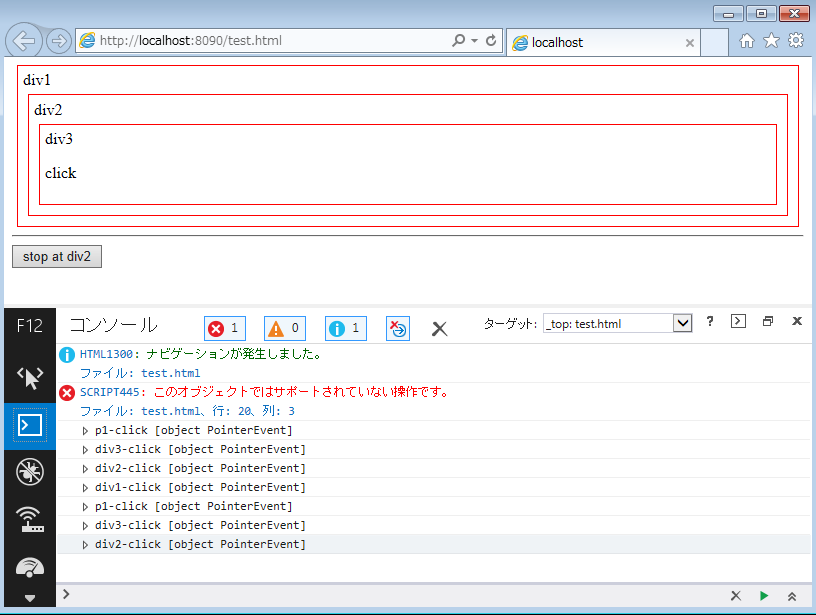 http://localhost:8090/test.html
localhost
div1
div2
div3
click
stop at div2
F12
コンソール
1
0
1
ターゲット:
_top: test.html
?
HTML1300: ナビゲーションが発生しました。
ファイル: test.html
SCRIPT445: このオブジェクトではサポートされていない操作です。
ファイル: test.html、行: 20、列: 3
p1-click [object PointerEvent]
div3-click [object PointerEvent]
div2-click [object PointerEvent]
div1-click [object PointerEvent]
p1-click [object PointerEvent]
div3-click [object PointerEvent]
div2-click [object PointerEvent]